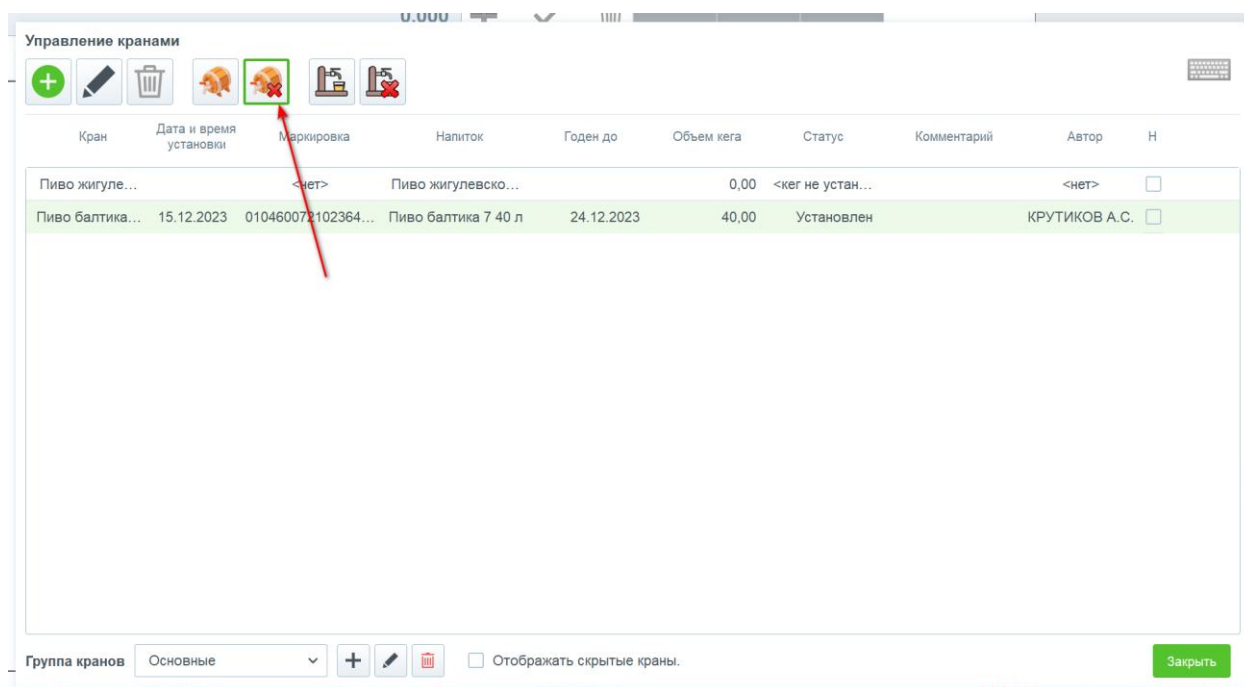 0.000
Управление кранами
Кран Дата и время установки Маркировка Напиток Годен до Объем кега Статус Комментарий Автор Н
Пиво жигуле... <нет> Пиво жигулевско... 0,00 <кег не устан... <нет>
Пиво балтика... 15.12.2023 010460072102364... Пиво балтика 7 40 л 24.12.2023 40,00 Установлен КРУТИКОВ А.С.
Группа кранов Основные Отображать скрытые краны. Закрыть